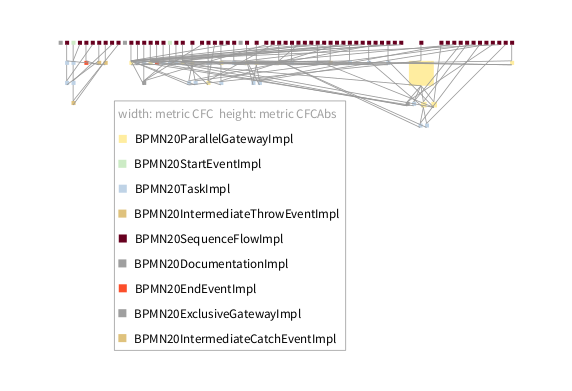 width: metric CFC  height: metric CFCAbs
BPMN20ParallelGatewayImpl
BPMN20StartEventImpl
BPMN20TaskImpl
BPMN20IntermediateThrowEventImpl
BPMN20SequenceFlowImpl
BPMN20DocumentationImpl
BPMN20EndEventImpl
BPMN20ExclusiveGatewayImpl
BPMN20IntermediateCatchEventImpl